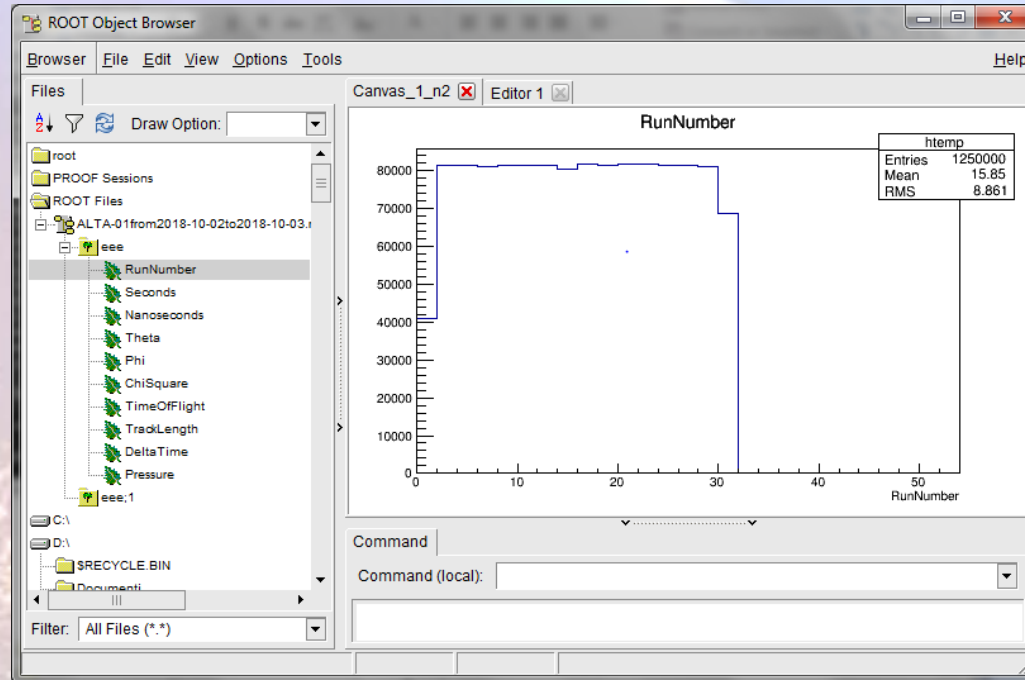 ROOT Object Browser
Browser File Edit View Options Tools Help
Files
Draw Option:
root
PROOF Sessions
ROOT Files
ALTA-01from2018-10-02to2018-10-03.r
eee
RunNumber
Seconds
Nanoseconds
Theta
Phi
ChiSquare
TimeOfFlight
TrackLength
DeltaTime
Pressure
eee;1
C:\
D:\
$RECYCLE.BIN
Documenti
Filter: All Files (*.*)
Canvas_1_n2 Editor 1
RunNumber
htemp
Entries 1250000
Mean 15.85
RMS 8.861
80000
70000
60000
50000
40000
30000
20000
10000
0
0 10 20 30 40 50
RunNumber
Command
Command (local):